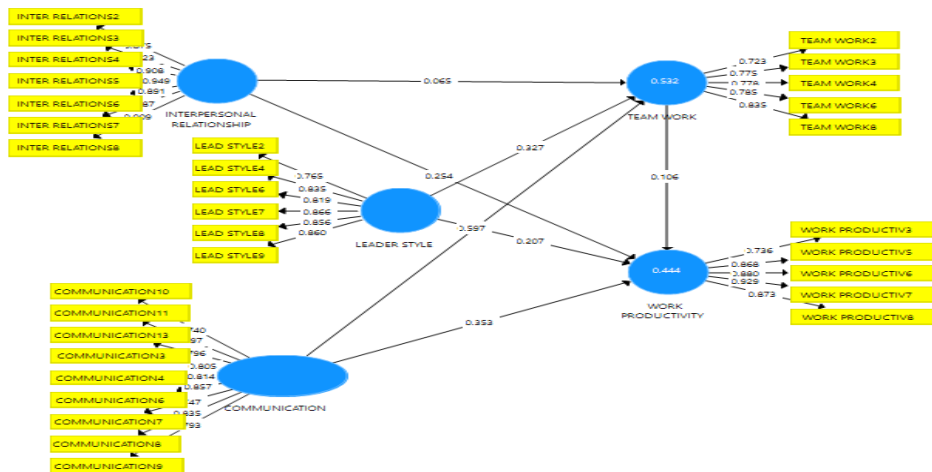 INTER RELATIONS2
INTER RELATIONS3
INTER RELATIONS4
INTER RELATIONS5
INTER RELATIONS6
INTER RELATIONS7
INTER RELATIONS8
0.908
0.949
0.891
INTERPERSONAL
RELATIONSHIP
0.065
0.532
TEAM WORK
0.723
0.775
0.778
0.785
0.835
TEAM WORK2
TEAM WORK3
TEAM WORK4
TEAM WORK6
TEAM WORK8
LEAD STYLE2
LEAD STYLE4
LEAD STYLE6
LEAD STYLE7
LEAD STYLE8
LEAD STYLE9
0.765
0.835
0.819
0.866
0.856
0.860
LEADER STYLE
0.327
0.254
0.106
0.597
0.207
0.444
WORK
PRODUCTIVITY
0.736
0.868
0.880
0.929
0.873
WORK PRODUCTIV3
WORK PRODUCTIV5
WORK PRODUCTIV6
WORK PRODUCTIV7
WORK PRODUCTIV8
COMMUNICATION10
COMMUNICATION11
COMMUNICATION13
COMMUNICATION3
COMMUNICATION4
COMMUNICATION6
COMMUNICATION7
COMMUNICATION8
COMMUNICATION9
0.805
0.814
0.857
COMMUNICATION
0.353